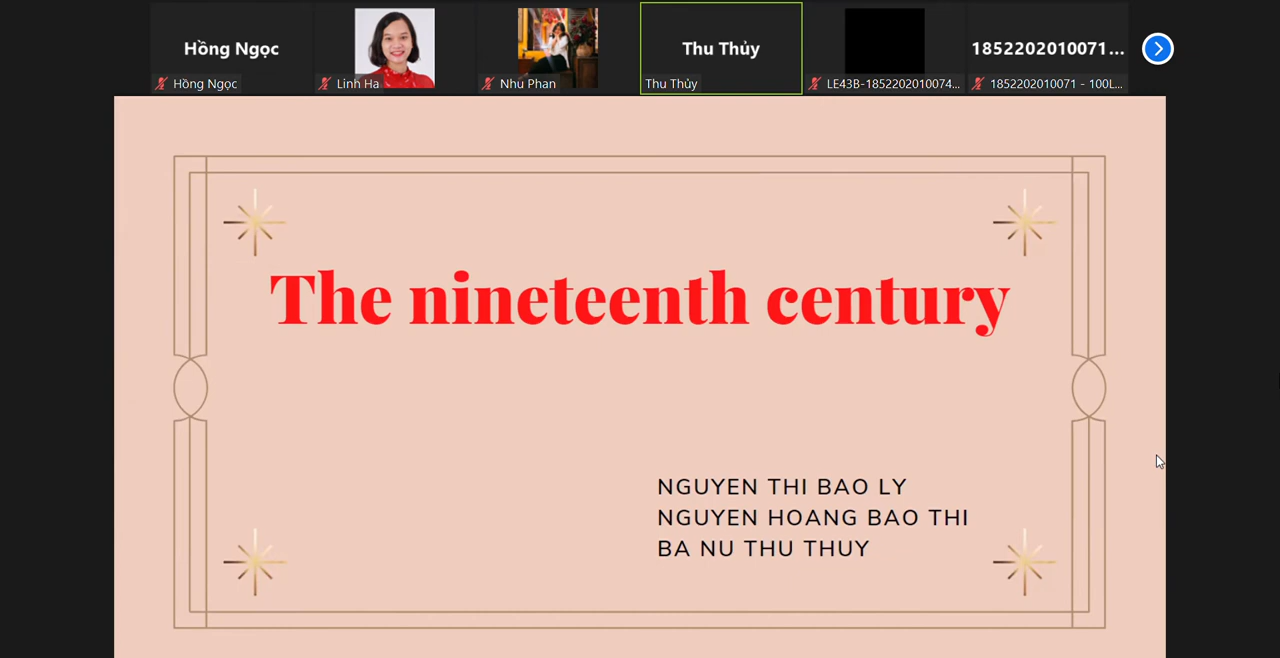 Hồng Ngọc
Thu Thủy
1852202010071...
Hồng Ngọc
Linh Ha
Nhu Phan
Thu Thủy
LE43B-1852202010074...
1852202010071 - 100L...
The nineteenth century
NGUYEN THI BAO LY
NGUYEN HOANG BAO THI
BA NU THU THUY